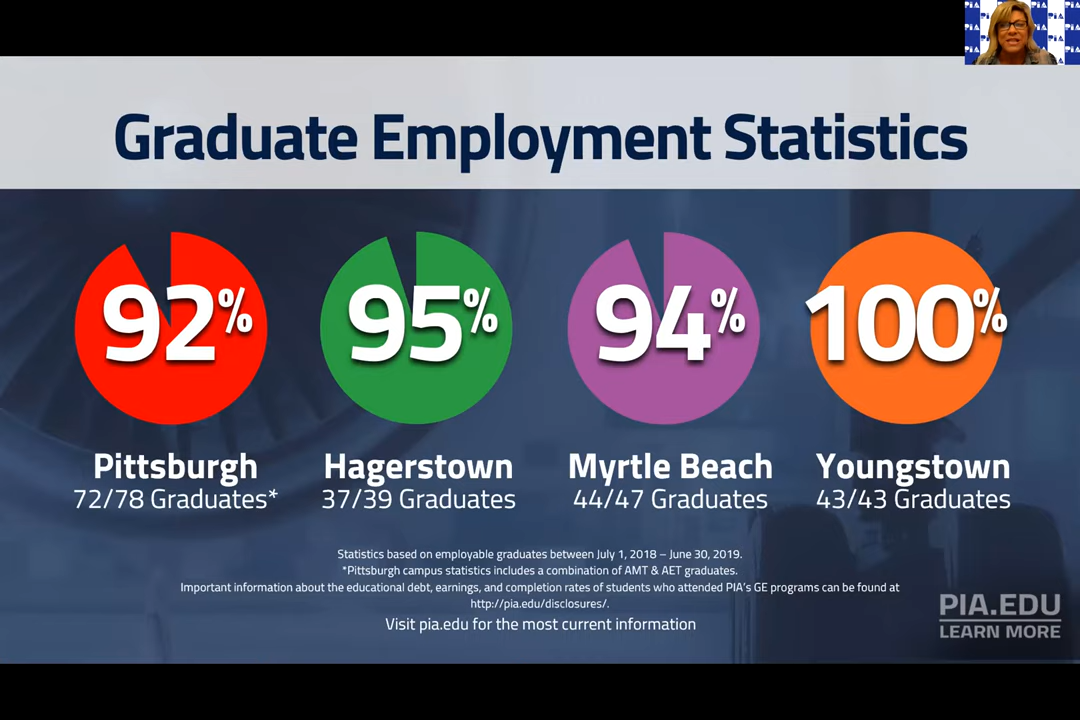 PIA
Graduate Employment Statistics
92%
95%
94%
100%
Pittsburgh
72/78 Graduates*
Hagerstown
37/39 Graduates
Myrtle Beach
44/47 Graduates
Youngstown
43/43 Graduates
Statistics based on employable graduates between July 1, 2018 – June 30, 2019.
*Pittsburgh campus statistics includes a combination of AMT & AET graduates.
Important information about the educational debt, earnings, and completion rates of students who attended PIA's GE programs can be found at
http://pia.edu/disclosures/.
Visit pia.edu for the most current information
PIA.EDU
LEARN MORE